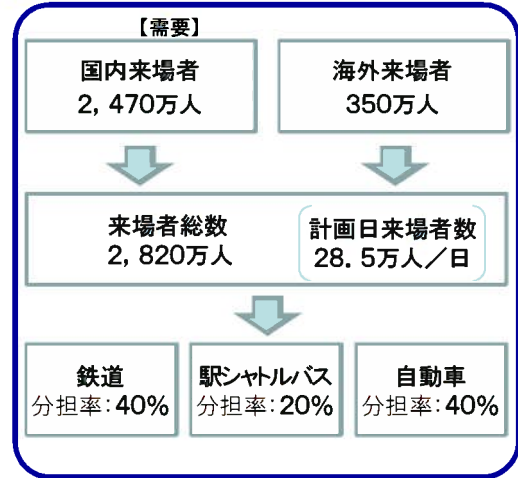 【需要】
国内来場者
2，470万人
海外来場者
350万人
来場者総数
2，820万人
計画日来場者数
28．5万人／日
鉄道
分担率：40%
駅シャトルバス
分担率：20%
自動車
分担率：40%